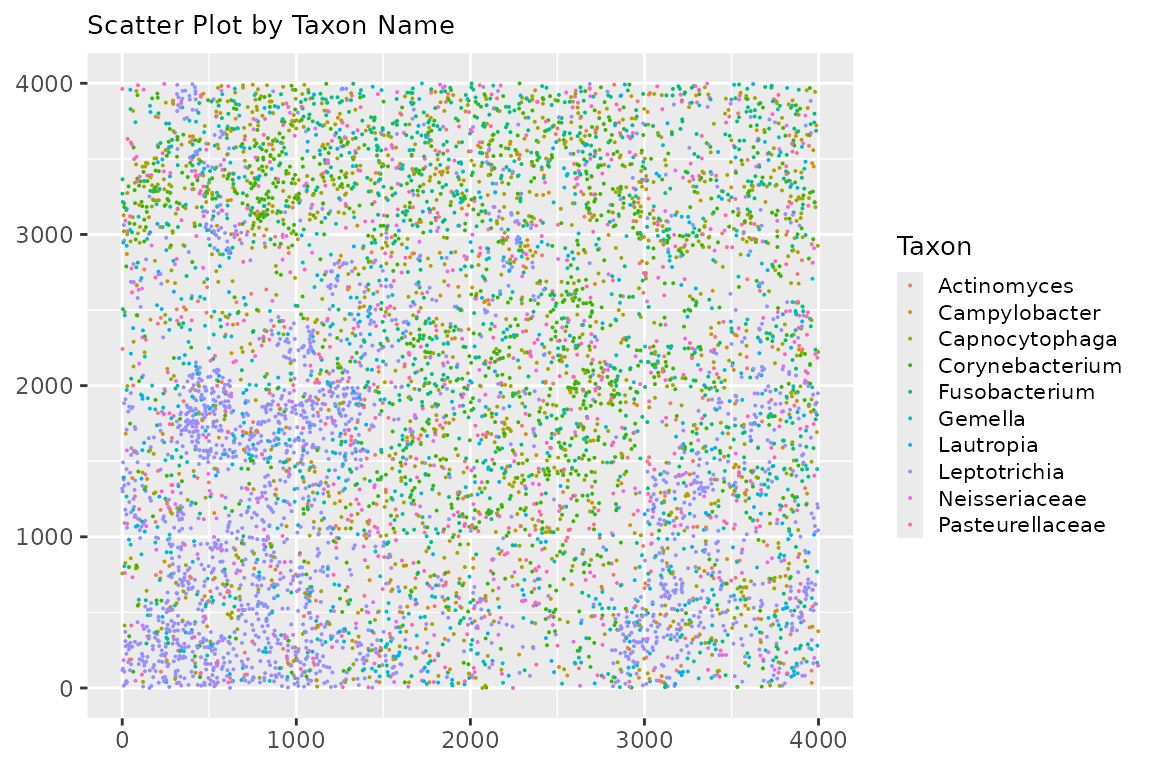 Scatter Plot by Taxon Name
4000
3000
2000
1000
0
0 1000 2000 3000 4000
Taxon
Actinomyces
Campylobacter
Capnocytophaga
Corynebacterium
Fusobacterium
Gemella
Lautropia
Leptotrichia
Neisseriaceae
Pasteurellaceae